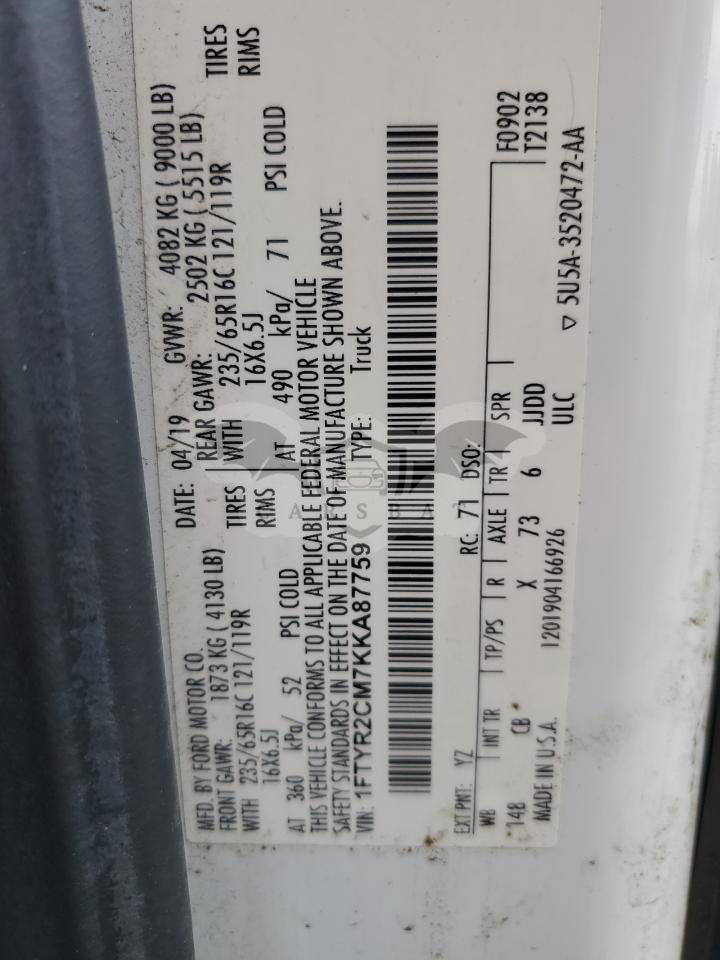 MFD. BY FORD MOTOR CO.
DATE: 04/19 GVWR: 4082 KG ( 9000 LB)
FRONT GAWR: 1873 KG ( 4130 LB) REAR GAWR: 2502 KG ( 5515 LB)
WITH 235/65R16C 121/119R TIRES WITH 235/65R16C 121/119R TIRES
16X6.5J RIMS 16X6.5J RIMS
AT 360 kPa/ 52 PSI COLD AT 490 kPa/ 71 PSI COLD
THIS VEHICLE CONFORMS TO ALL APPLICABLE FEDERAL MOTOR VEHICLE
SAFETY STANDARDS IN EFFECT ON THE DATE OF MANUFACTURE SHOWN ABOVE.
VIN: 1FTYR2CM7KKA87759 TYPE: Truck
ARSBAT
EXT PNT: YZ RC: 71 DSO: F0902
T2138
WB INT TR TP/PS R AXLE TR SPR
148 CB X 73 6 JJDD
MADE IN U.S.A. 1201904166926 ULC
▽ 5U5A-3520472-AA